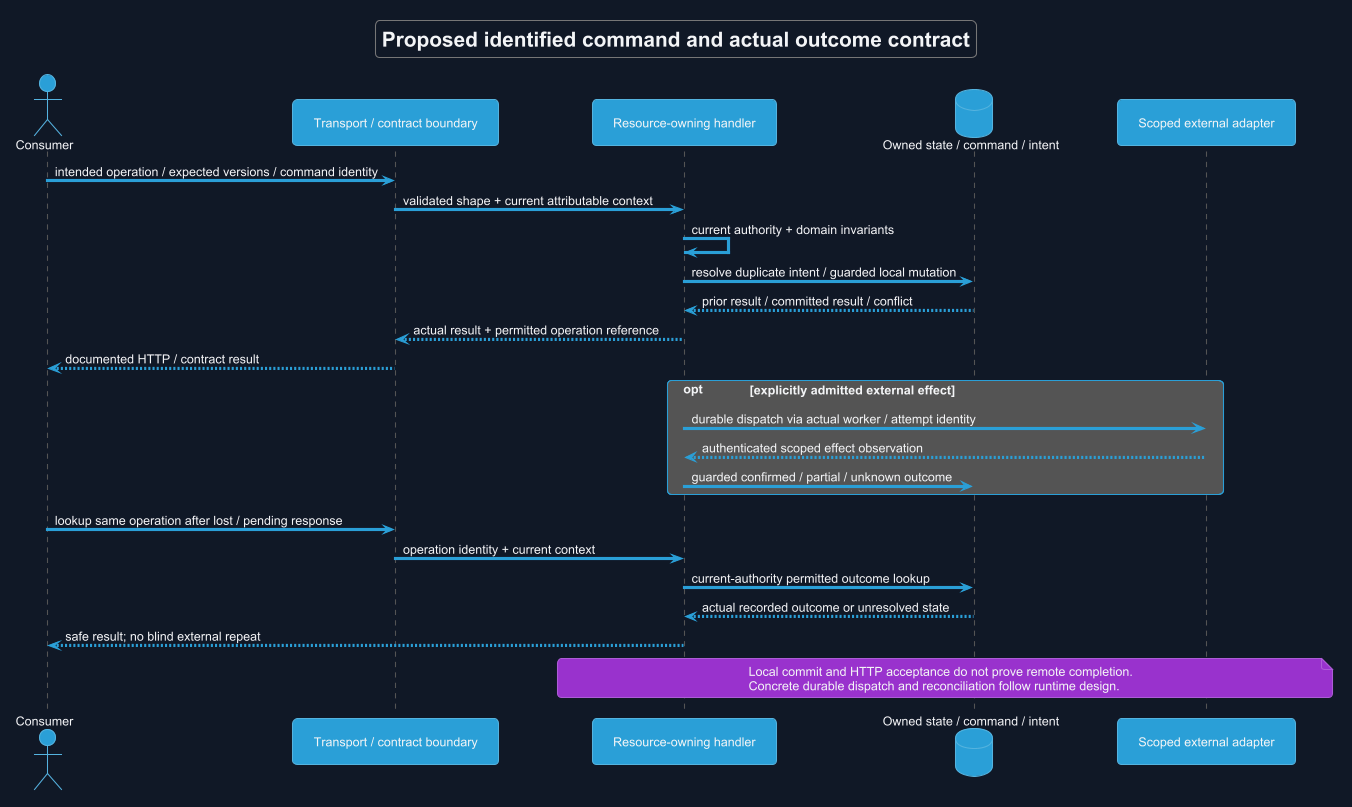 Proposed identified command and actual outcome contract
Consumer
Transport / contract boundary
Resource-owning handler
Owned state / command / intent
Scoped external adapter
intended operation / expected versions / command identity
validated shape + current attributable context
current authority + domain invariants
resolve duplicate intent / guarded local mutation
prior result / committed result / conflict
actual result + permitted operation reference
documented HTTP / contract result
opt [explicitly admitted external effect]
durable dispatch via actual worker / attempt identity
authenticated scoped effect observation
guarded confirmed / partial / unknown outcome
lookup same operation after lost / pending response
operation identity + current context
current-authority permitted outcome lookup
actual recorded outcome or unresolved state
safe result; no blind external repeat
Local commit and HTTP acceptance do not prove remote completion.
Concrete durable dispatch and reconciliation follow runtime design.
Consumer
Transport / contract boundary
Resource-owning handler
Owned state / command / intent
Scoped external adapter